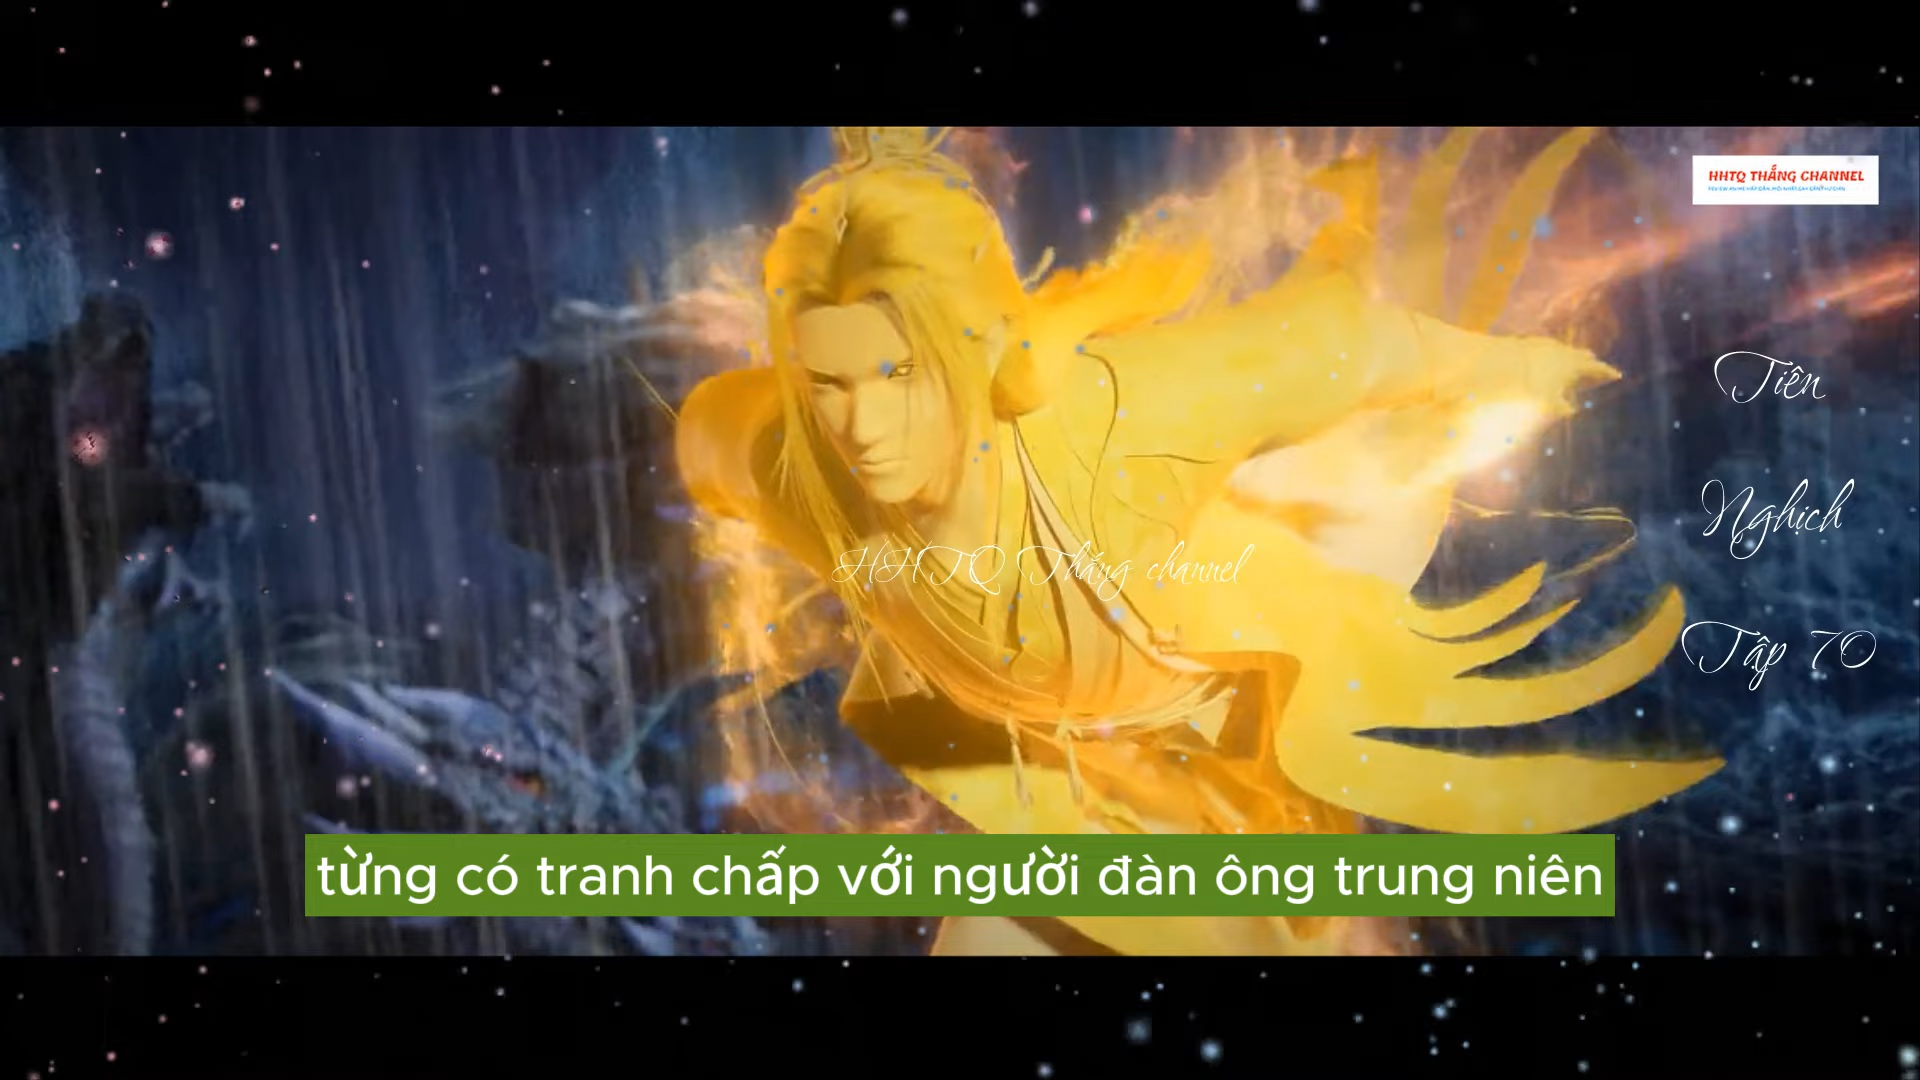 HHTQ THẮNG CHANNEL
Tiên
Nghịch
HHTQ Thắng channel
Tập 70
từng có tranh chấp với người đàn ông trung niên